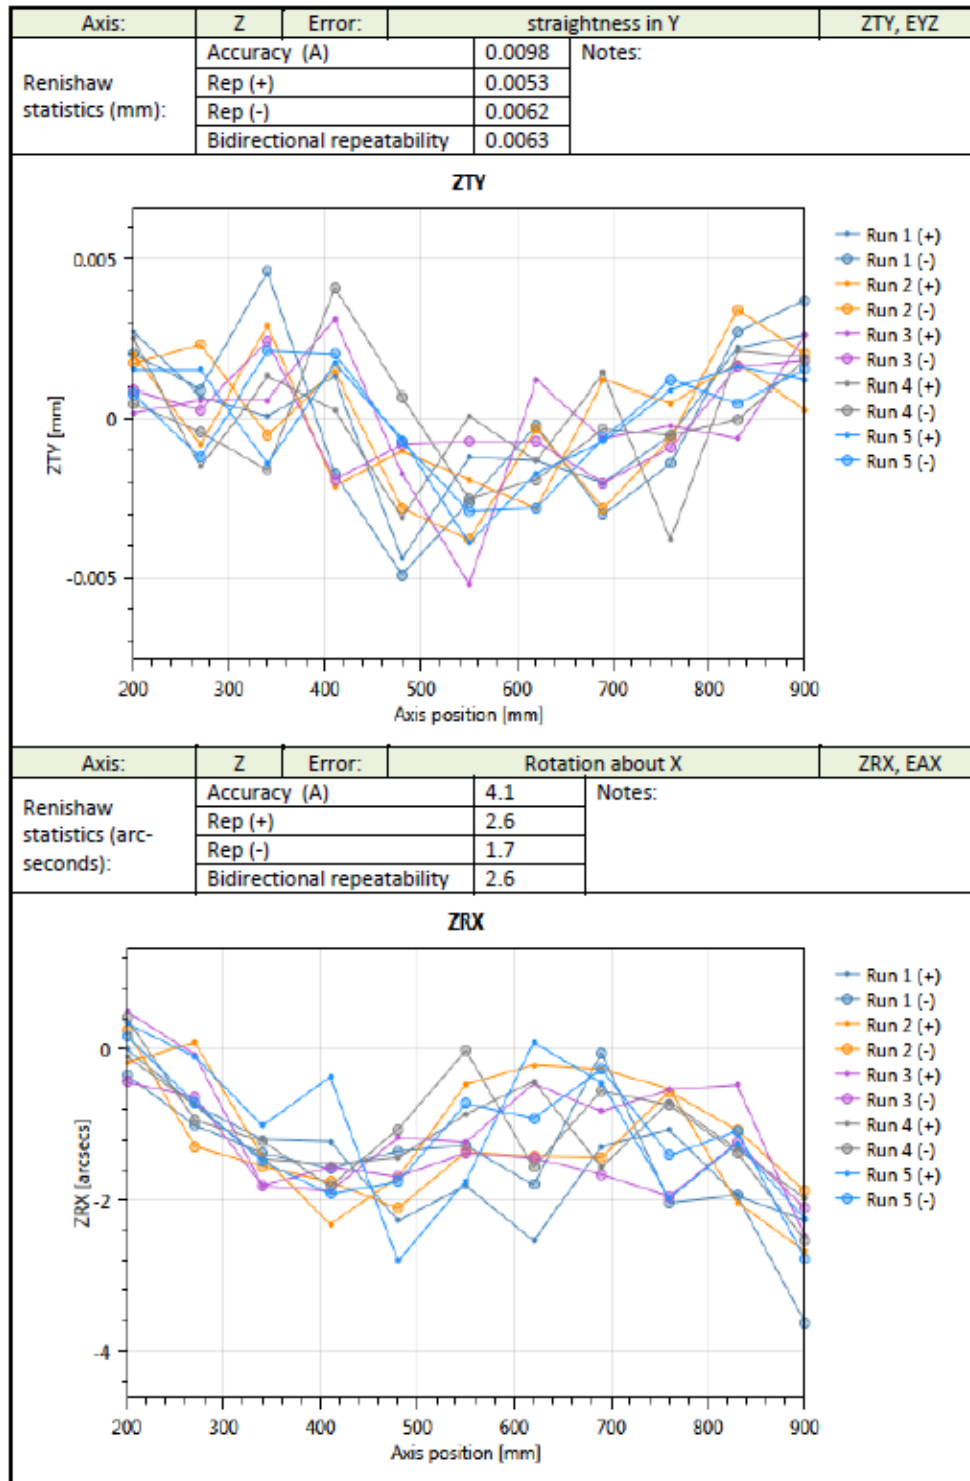 Axis: Z Error: straightness in Y ZTY, EYZ
Renishaw statistics (mm):
Accuracy (A) 0.0098 Notes:
Rep (+) 0.0053
Rep (-) 0.0062
Bidirectional repeatability 0.0063
ZTY
ZTY [mm]
0.005
0
-0.005
200 300 400 500 600 700 800 900
Axis position [mm]
Run 1 (+)
Run 1 (-)
Run 2 (+)
Run 2 (-)
Run 3 (+)
Run 3 (-)
Run 4 (+)
Run 4 (-)
Run 5 (+)
Run 5 (-)
Axis: Z Error: Rotation about X ZRX, EAX
Renishaw
statistics (arc-
seconds):
Accuracy (A) 4.1 Notes:
Rep (+) 2.6
Rep (-) 1.7
Bidirectional repeatability 2.6
ZRX
ZRX [arcsecs]
0
-2
-4
200 300 400 500 600 700 800 900
Axis position [mm]
Run 1 (+)
Run 1 (-)
Run 2 (+)
Run 2 (-)
Run 3 (+)
Run 3 (-)
Run 4 (+)
Run 4 (-)
Run 5 (+)
Run 5 (-)